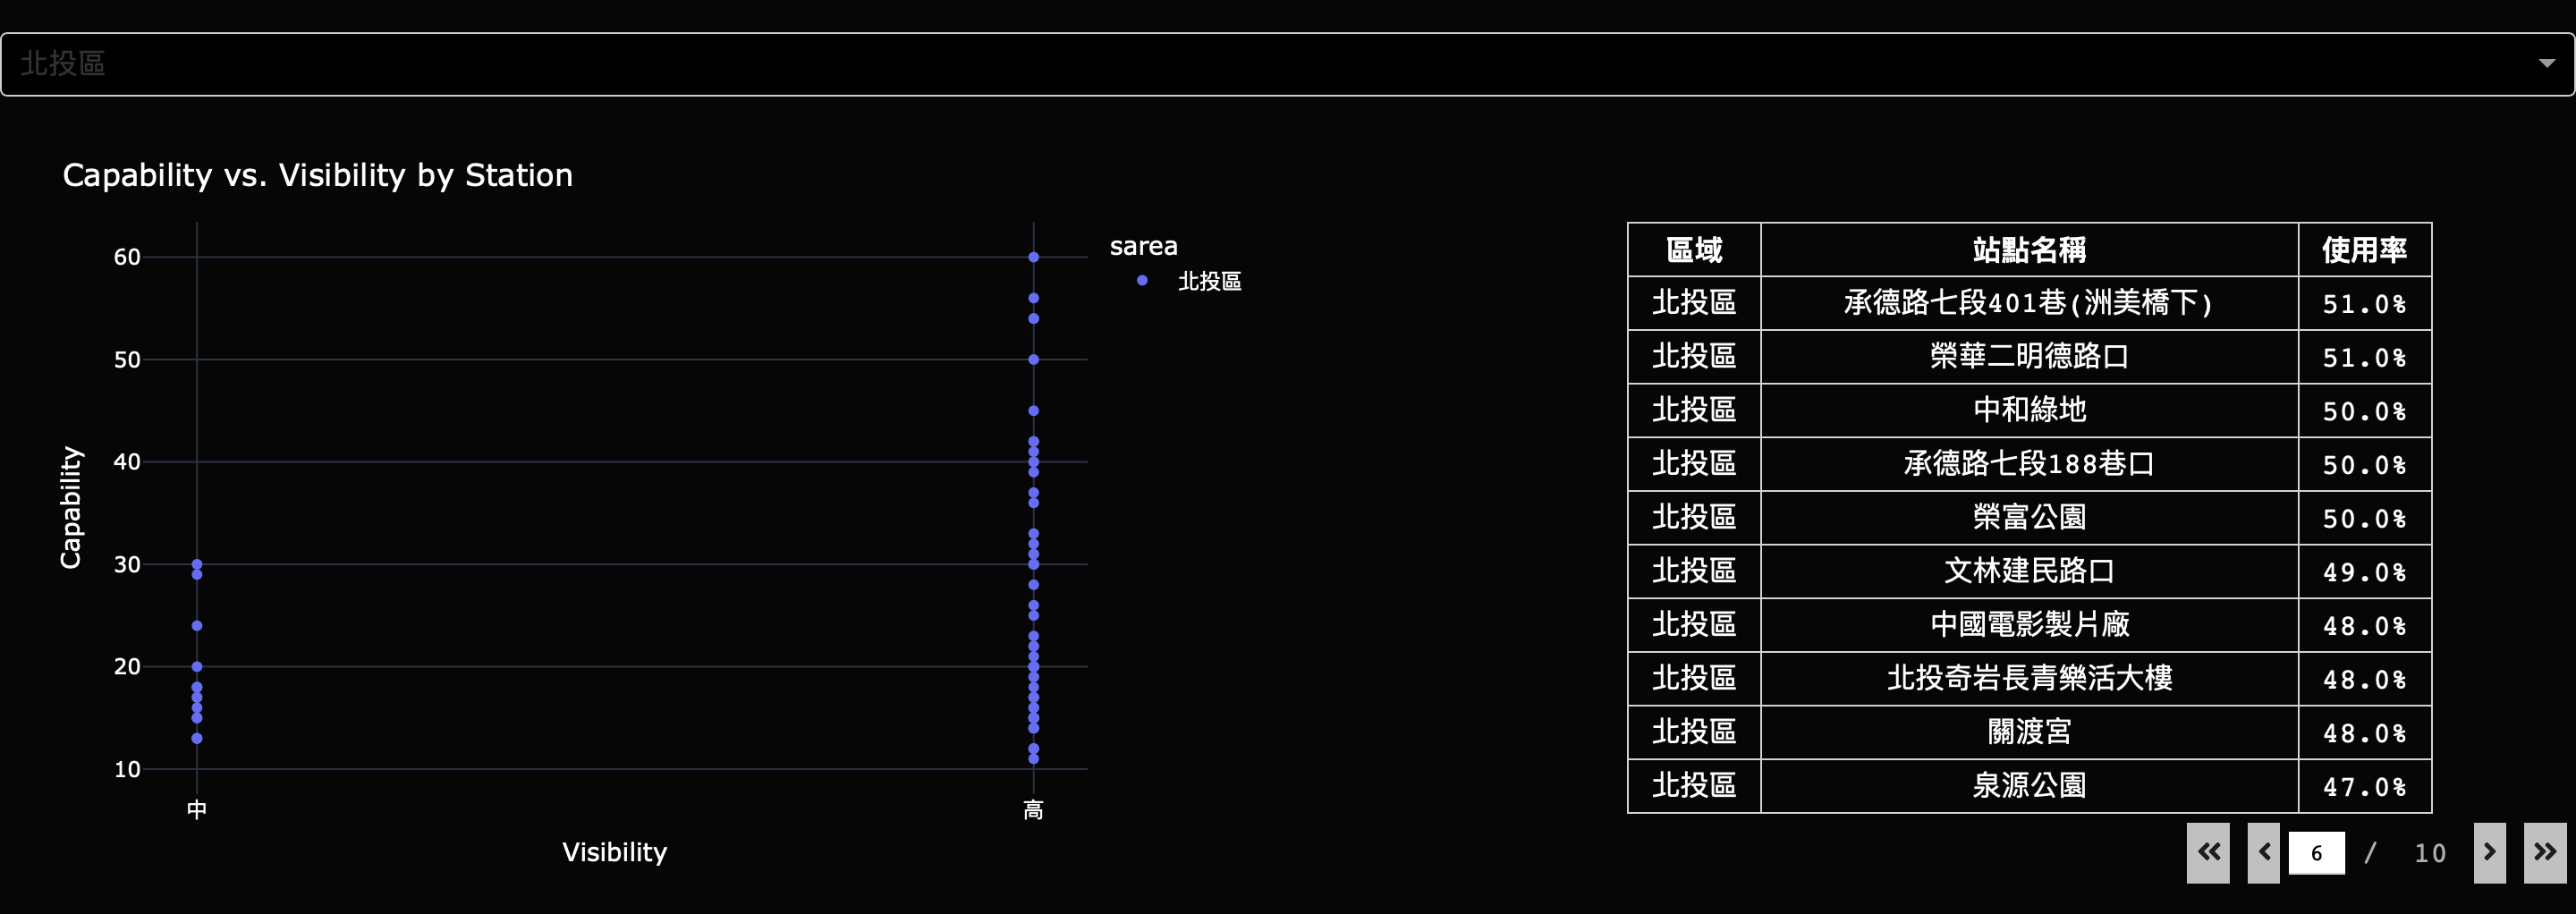 北投區
Capability vs. Visibility by Station
60
50
40
30
20
10
Capability
中
高
Visibility
sarea
北投區
區域 站點名稱 使用率
北投區 承德路七段401巷(洲美橋下) 51.0%
北投區 榮華二明德路口 51.0%
北投區 中和綠地 50.0%
北投區 承德路七段188巷口 50.0%
北投區 榮富公園 50.0%
北投區 文林建民路口 49.0%
北投區 中國電影製片廠 48.0%
北投區 北投奇岩長青樂活大樓 48.0%
北投區 關渡宮 48.0%
北投區 泉源公園 47.0%
6 / 10